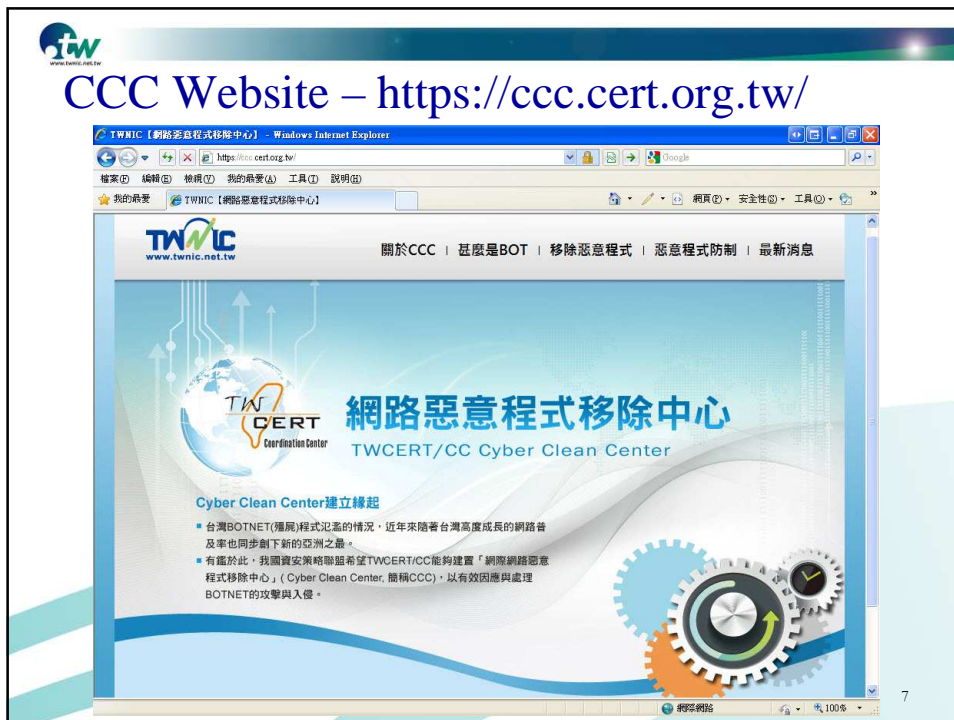 .tw
www.twnic.net.tw
CCC Website – https://ccc.cert.org.tw/
TWNIC【網路惡意程式移除中心】 - Windows Internet Explorer
https://ccc.cert.org.tw/
Google
檔案(F) 編輯(E) 檢視(V) 我的最愛(A) 工具(T) 說明(H)
我的最愛 TWNIC【網路惡意程式移除中心】 網頁(P) 安全性(S) 工具(O) »
TWNIC
www.twnic.net.tw
關於CCC | 甚麼是BOT | 移除惡意程式 | 惡意程式防制 | 最新消息
TW
CERT
Coordination Center
網路惡意程式移除中心
TWCERT/CC Cyber Clean Center
Cyber Clean Center建立緣起
台灣BOTNET(殭屍)程式氾濫的情況，近年來隨著台灣高度成長的網路普
及率也同步創下新的亞洲之最。
有鑑於此，我國資安策略聯盟希望TWCERT/CC能夠建置「網際網路惡意
程式移除中心」( Cyber Clean Center, 簡稱CCC)，以有效因應與處理
BOTNET的攻擊與入侵。
網際網路 100%
7